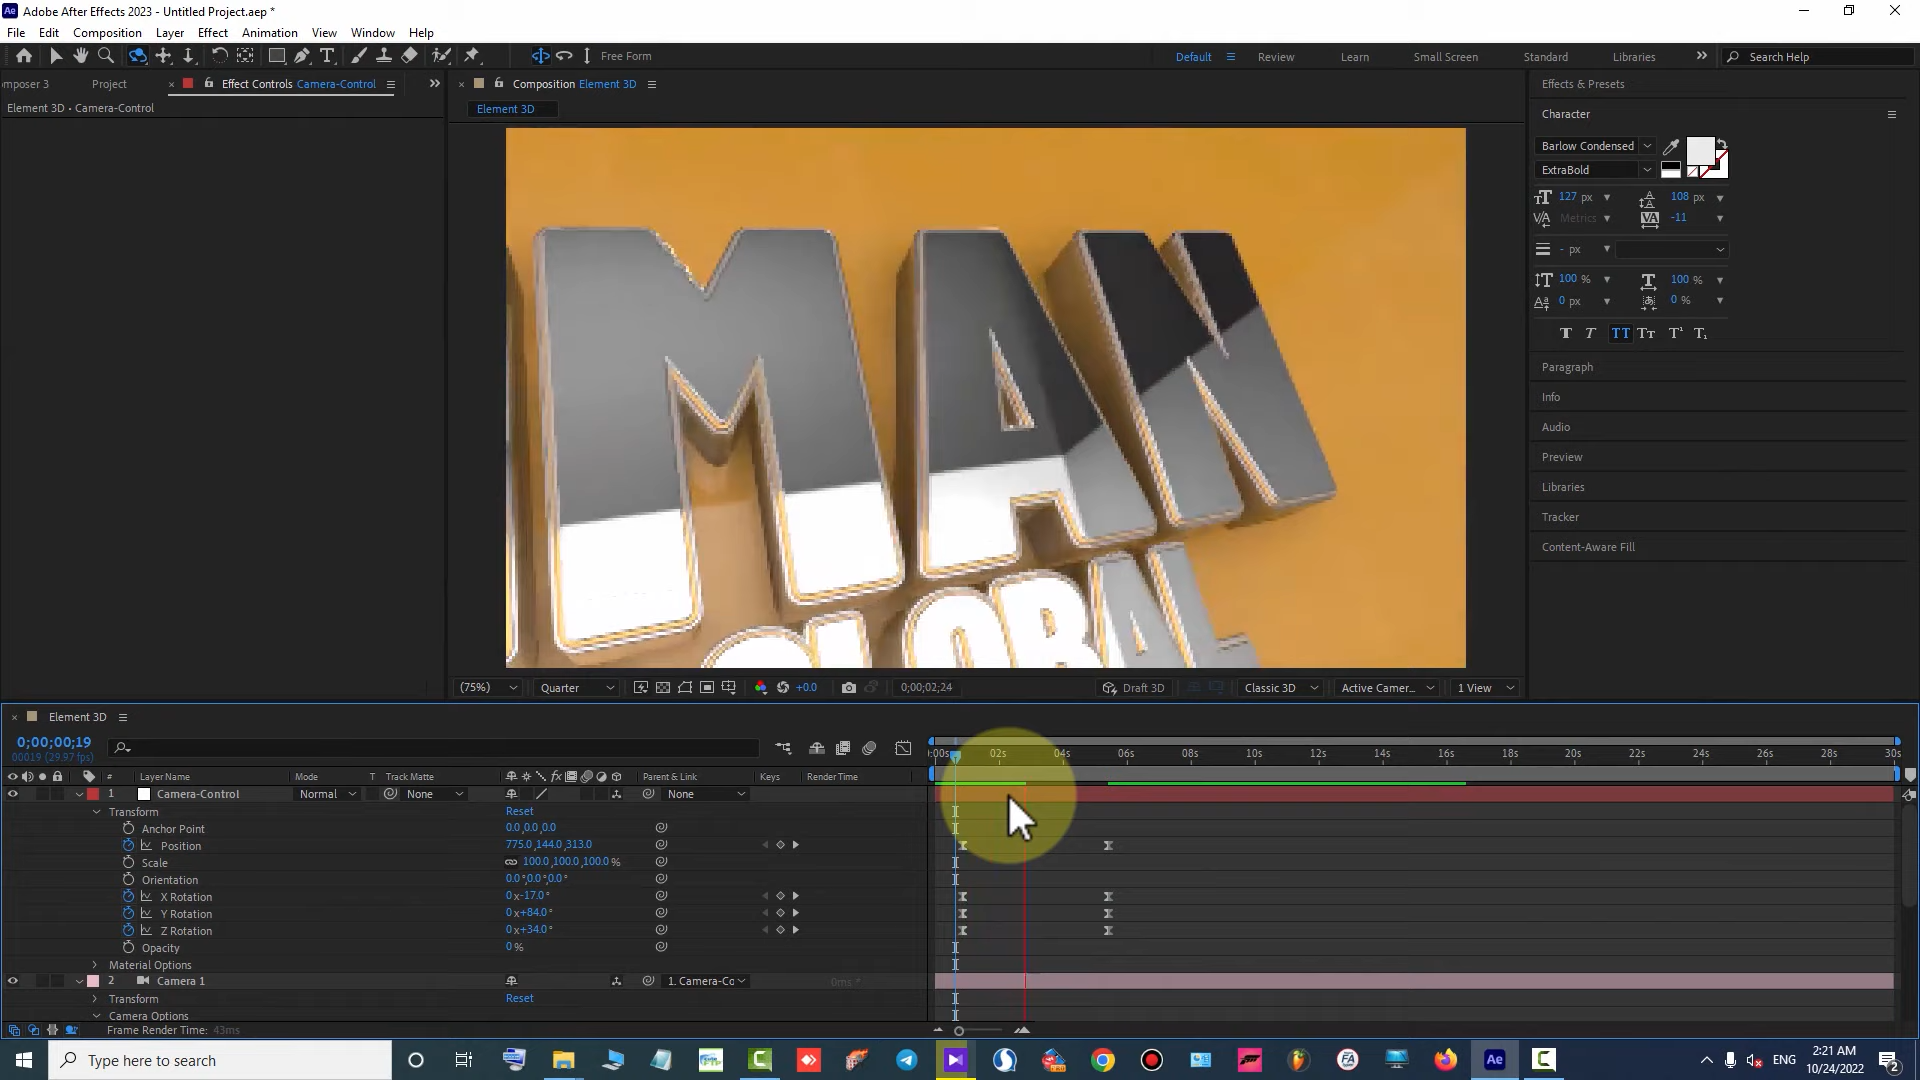 Adobe After Effects 2023 - Untitled Project.aep *
File Edit Composition Layer Effect Animation View Window Help
Free Form
Default Review Learn Small Screen Standard Libraries Search Help
mposer 3 Project Effect Controls Camera-Control
Element 3D • Camera-Control
Composition Element 3D
Element 3D
MAN
GLOBAL
(75%) Quarter +0.0 0;00;02;24 Draft 3D Classic 3D Active Camer... 1 View
Effects & Presets
Character
Barlow Condensed
ExtraBold
127 px 108 px
Metrics -11
- px
100 % 100 %
0 px 0 %
Paragraph
Info
Audio
Preview
Libraries
Tracker
Content-Aware Fill
Element 3D
0;00;00;19
00019 (29.97 fps)
:00s 02s 04s 06s 08s 10s 12s 14s 16s 18s 20s 22s 24s 26s 28s 30s
# Layer Name Mode T Track Matte Parent & Link Keys Render Time
1 Camera-Control Normal None None
Transform Reset
Anchor Point 0.0,0.0,0.0
Position 775.0,144.0,313.0
Scale 100.0,100.0,100.0 %
Orientation 0.0°,0.0°,0.0°
X Rotation 0x-17.0°
Y Rotation 0x+84.0°
Z Rotation 0x+34.0°
Opacity 0 %
Material Options
2 Camera 1 1. Camera-Co 0ms *
Transform Reset
Camera Options
Frame Render Time: 43ms
Type here to search
ENG
2:21 AM
10/24/2022
2